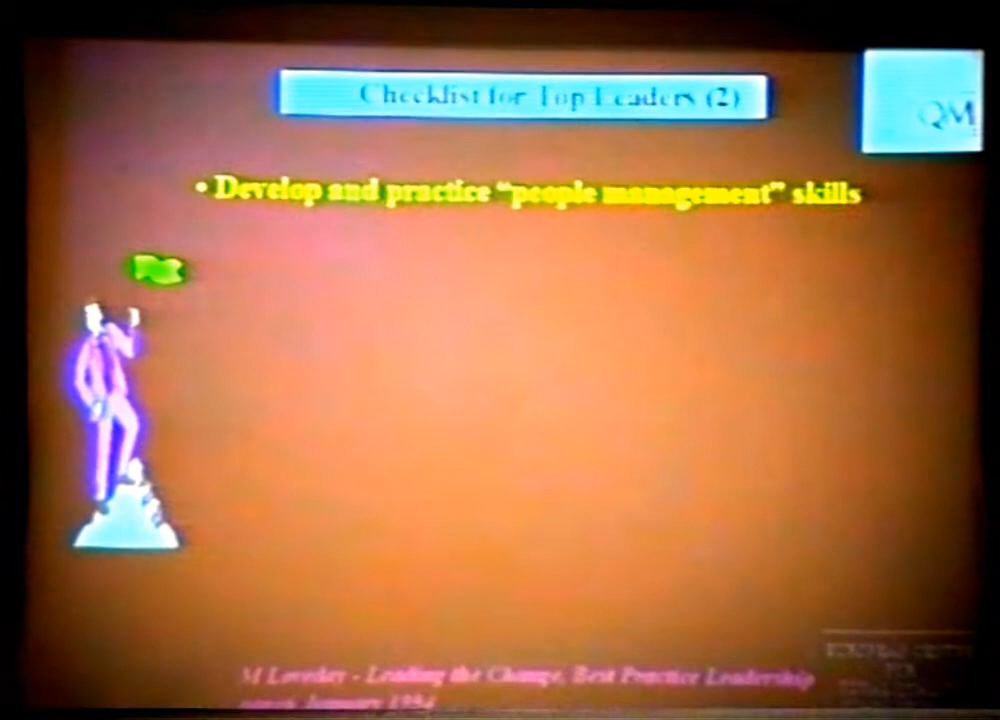 Checklist for Top Leaders (2)
QM
• Develop and practice “people management” skills
M Loveday - Leading the Change, Best Practice Leadership
January 1994